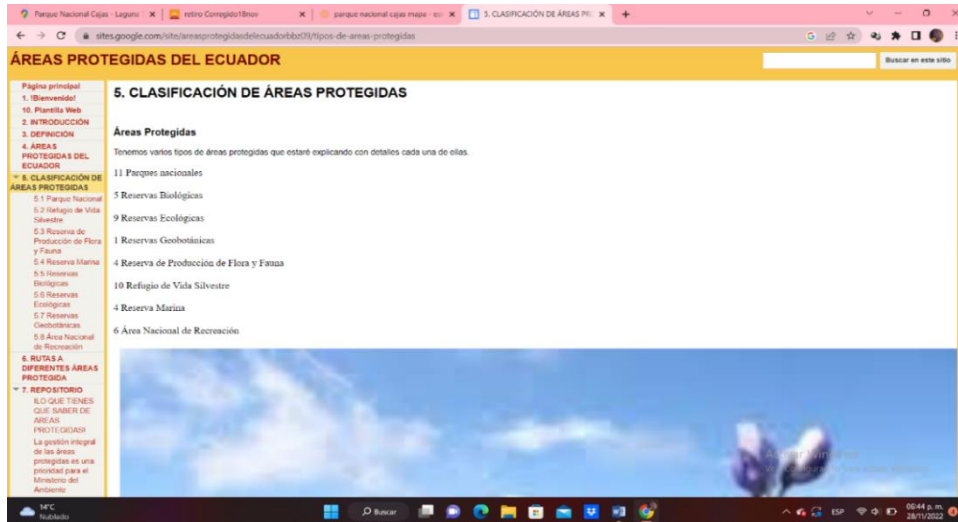 Parque Nacional Cajas - Laguna
retiro Corregido18nov
parque nacional cajas mapa - es
5. CLASIFICACIÓN DE ÁREAS PR
sites.google.com/site/areasprotegidasdelecuadorbbz09/tipos-de-areas-protegidas
ÁREAS PROTEGIDAS DEL ECUADOR
Buscar en este sitio
Página principal
1. !Bienvenido!
10. Plantilla Web
2. INTRODUCCIÓN
3. DEFINICIÓN
4. ÁREAS
PROTEGIDAS DEL
ECUADOR
5. CLASIFICACIÓN DE
ÁREAS PROTEGIDAS
5.1 Parque Nacional
5.2 Refugio de Vida
Silvestre
5.3 Reserva de
Producción de Flora
y Fauna
5.4 Reserva Marina
5.5 Reservas
Biológicas
5.6 Reservas
Ecológicas
5.7 Reservas
Geobotánicas
5.8 Área Nacional
de Recreación
6. RUTAS A
DIFERENTES ÁREAS
PROTEGIDA
7. REPOSITORIO
ILO QUE TIENES
QUE SABER DE
AREAS
PROTEGIDAS!
La gestión integral
de las áreas
protegidas es una
prioridad para el
Ministerio del
Ambiente
5. CLASIFICACIÓN DE ÁREAS PROTEGIDAS
Áreas Protegidas
Tenemos varios tipos de áreas protegidas que estaré explicando con detalles cada una de ellas.
11 Parques nacionales
5 Reservas Biológicas
9 Reservas Ecológicas
1 Reservas Geobotánicas
4 Reserva de Producción de Flora y Fauna
10 Refugio de Vida Silvestre
4 Reserva Marina
6 Área Nacional de Recreación
14°C
Nublado
Buscar
ESP
06:44 p. m.
28/11/2022